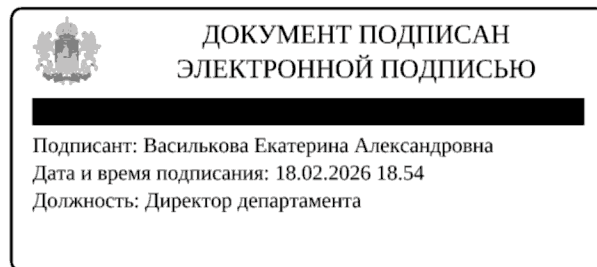 ДОКУМЕНТ ПОДПИСАН
ЭЛЕКТРОННОЙ ПОДПИСЬЮ
Подписант: Василькова Екатерина Александровна
Дата и время подписания: 18.02.2026 18.54
Должность: Директор департамента